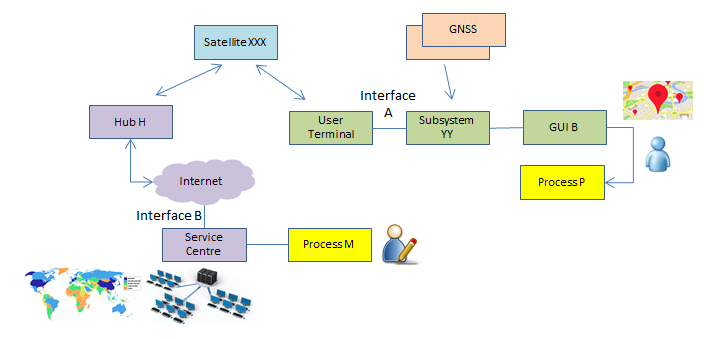 GNSS
Satellite XXX
Interface
A
Hub H
User
Terminal
Subsystem
YY
GUI B
Internet
Process P
Interface B
Service
Centre
Process M